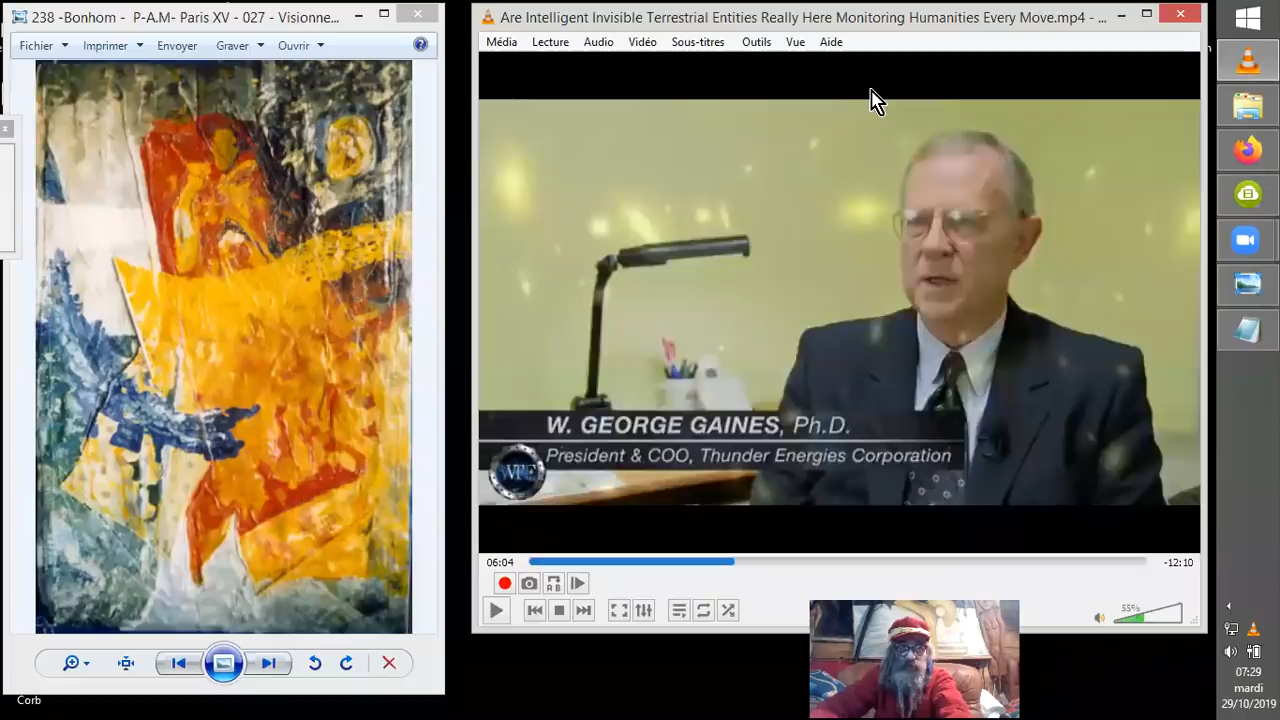 238 -Bonhom -  P-A.M- Paris XV - 027 - Visionne...
Fichier
Imprimer
Envoyer
Graver
Ouvrir
Are Intelligent Invisible Terrestrial Entities Really Here Monitoring Humanities Every Move.mp4 - ...
Média
Lecture
Audio
Vidéo
Sous-titres
Outils
Vue
Aide
W. GEORGE GAINES, Ph.D.
President & COO, Thunder Energies Corporation
06:04
-12:10
A B
55%
Corb
07:29
mardi
29/10/2019